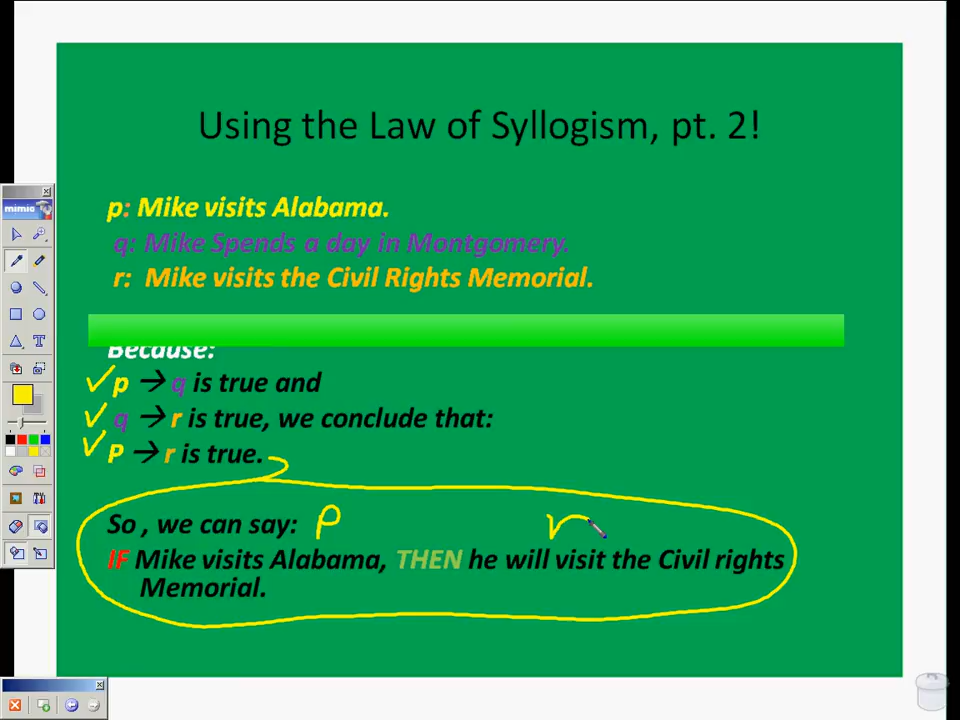 Using the Law of Syllogism, pt. 2!
mimio
p: Mike visits Alabama.
q: Mike Spends a day in Montgomery.
r: Mike visits the Civil Rights Memorial.
Because:
p → q is true and
q → r is true, we conclude that:
P → r is true.
So , we can say: p r
IF Mike visits Alabama, THEN he will visit the Civil rights
Memorial.